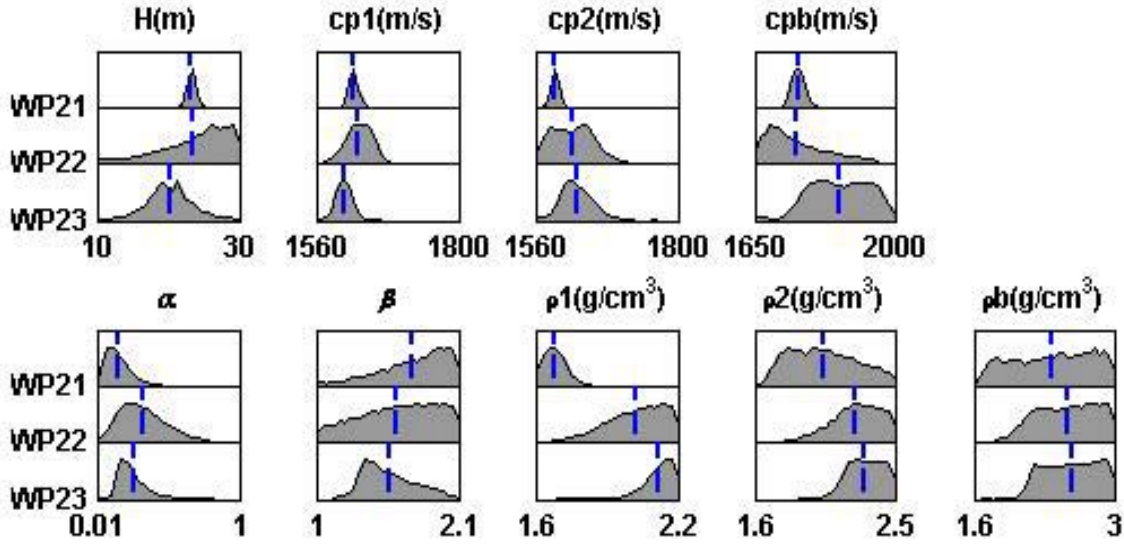 H(m) cp1(m/s) cp2(m/s) cpb(m/s)
WP21
WP22
WP23
10 30 1560 1800 1560 1800 1650 2000
α β ρ1(g/cm³) ρ2(g/cm³) ρb(g/cm³)
WP21
WP22
WP23
0.01 1 1 2.1 1.6 2.2 1.6 2.5 1.6 3